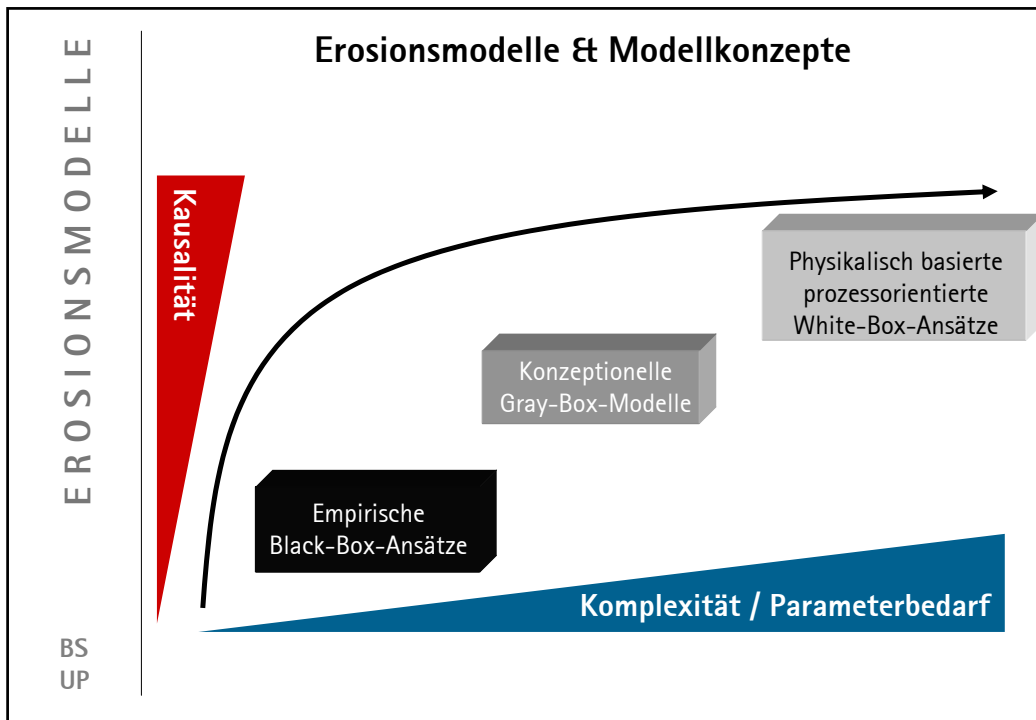 EROSIONSMODELLE
BS
UP
Erosionsmodelle & Modellkonzepte
Kausalität
Physikalisch basierte
prozessorientierte
White-Box-Ansätze
Konzeptionelle
Gray-Box-Modelle
Empirische
Black-Box-Ansätze
Komplexität / Parameterbedarf